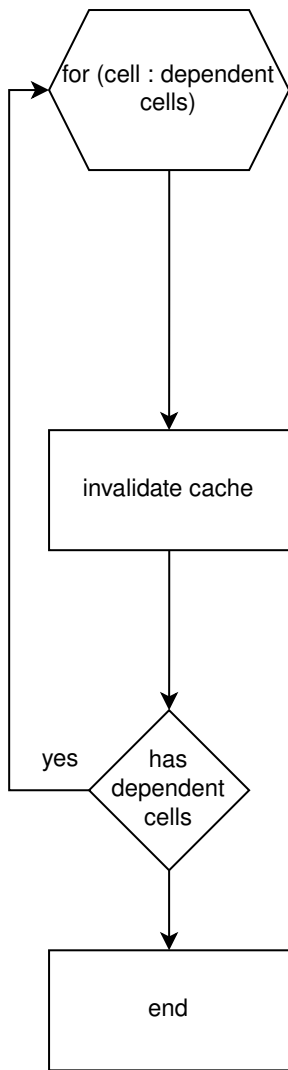 for (cell : dependent
cells)
invalidate cache
yes
has
dependent
cells
end